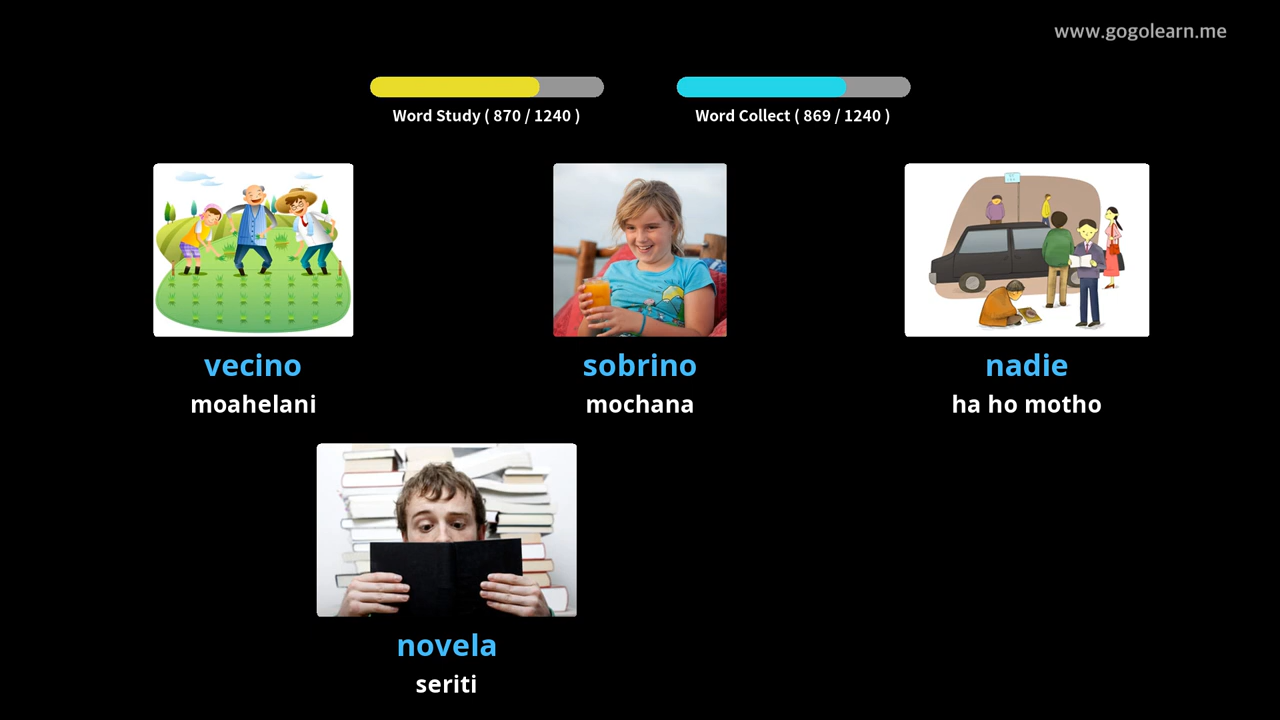 www.gogolearn.me
Word Study ( 870 / 1240 )
Word Collect ( 869 / 1240 )
vecino
sobrino
nadie
moahelani
mochana
ha ho motho
novela
seriti